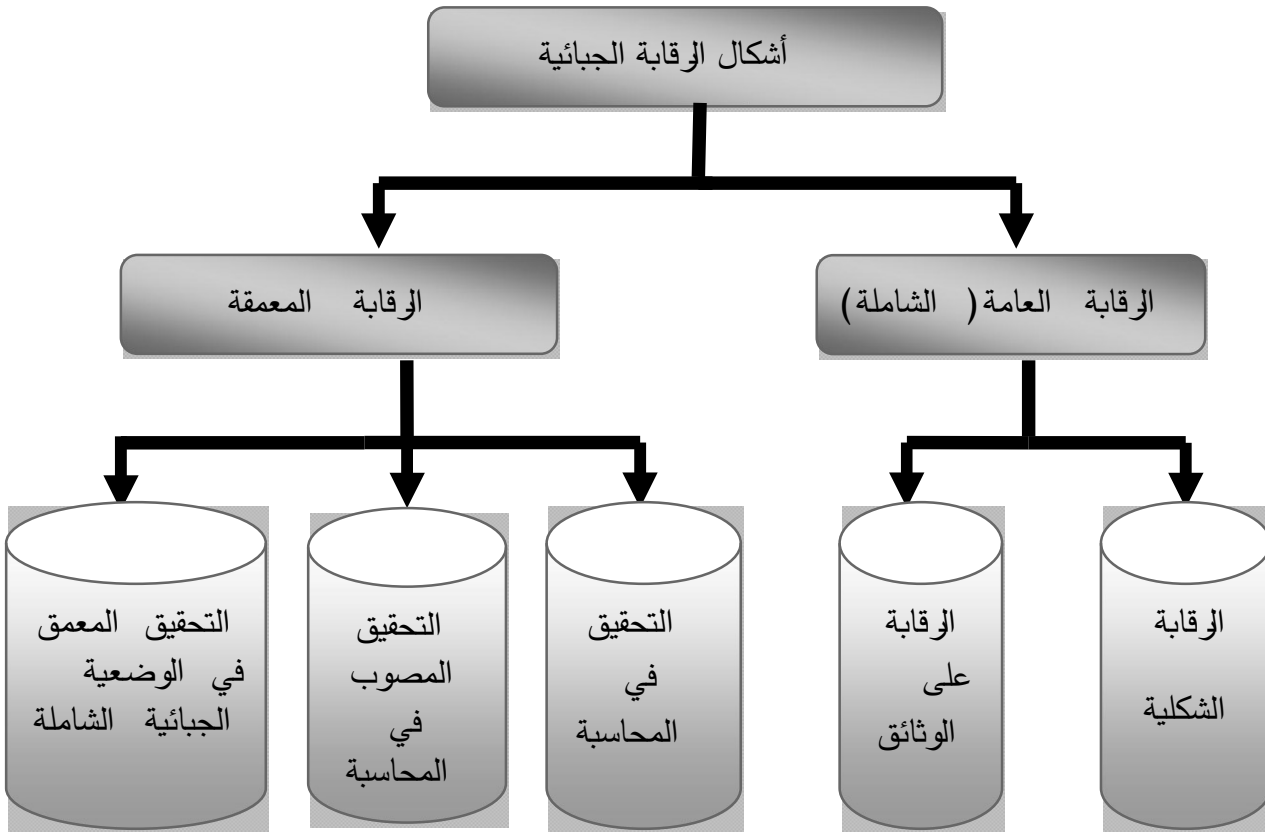 أشكال الرقابة الجبائية
الرقابة العامة( الشاملة)
الرقابة المعمقة
الرقابة
الشكلية
الرقابة
على
الوثائق
التحقيق
في
المحاسبة
التحقيق
المصوب
في
المحاسبة
التحقيق المعمق
في الوضعية
الجبائية الشاملة